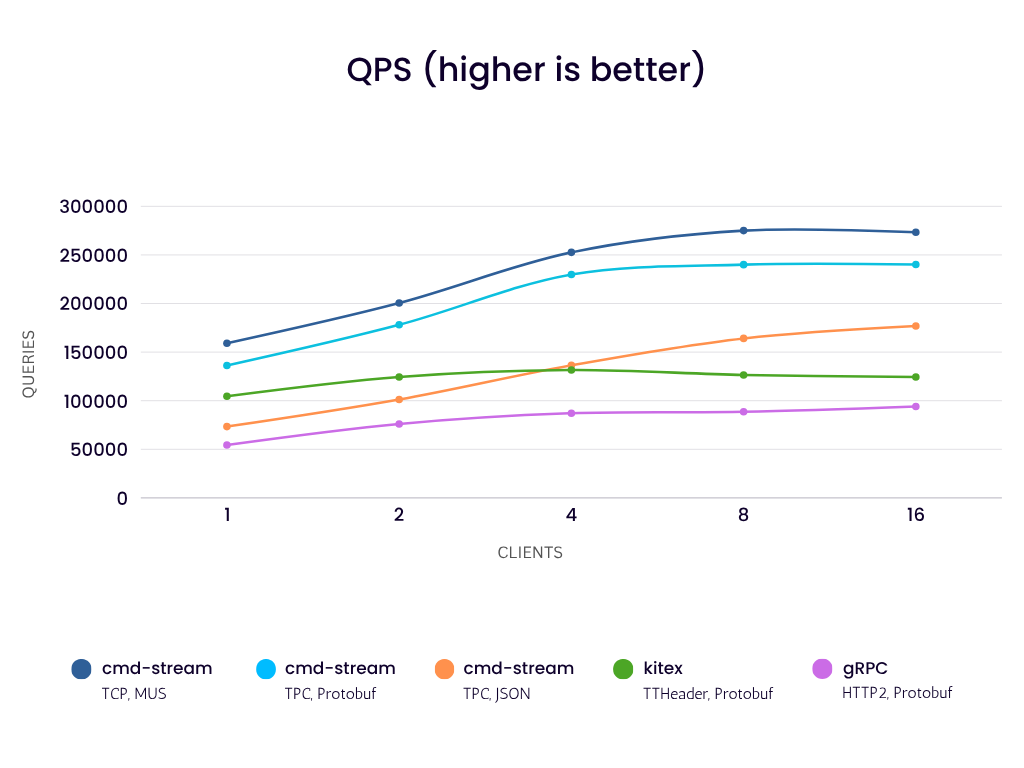 QPS (higher is better)
300000
250000
200000
150000
100000
50000
0
QUERIES
1 2 4 8 16
CLIENTS
cmd-stream cmd-stream cmd-stream kitex gRPC
TCP, MUS TPC, Protobuf TPC, JSON TTHeader, Protobuf HTTP2, Protobuf